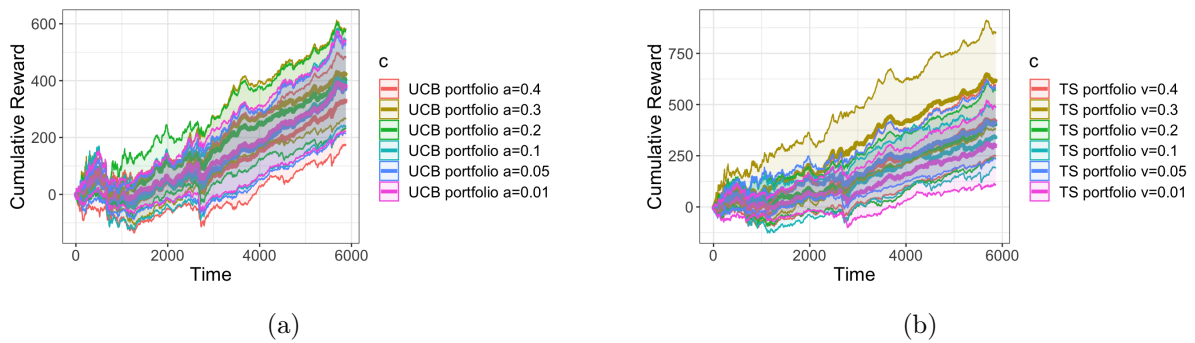 600
400
200
0
Cumulative Reward
0 2000 4000 6000
Time
c
UCB portfolio a=0.4
UCB portfolio a=0.3
UCB portfolio a=0.2
UCB portfolio a=0.1
UCB portfolio a=0.05
UCB portfolio a=0.01
(a)
750
500
250
0
Cumulative Reward
0 2000 4000 6000
Time
c
TS portfolio v=0.4
TS portfolio v=0.3
TS portfolio v=0.2
TS portfolio v=0.1
TS portfolio v=0.05
TS portfolio v=0.01
(b)